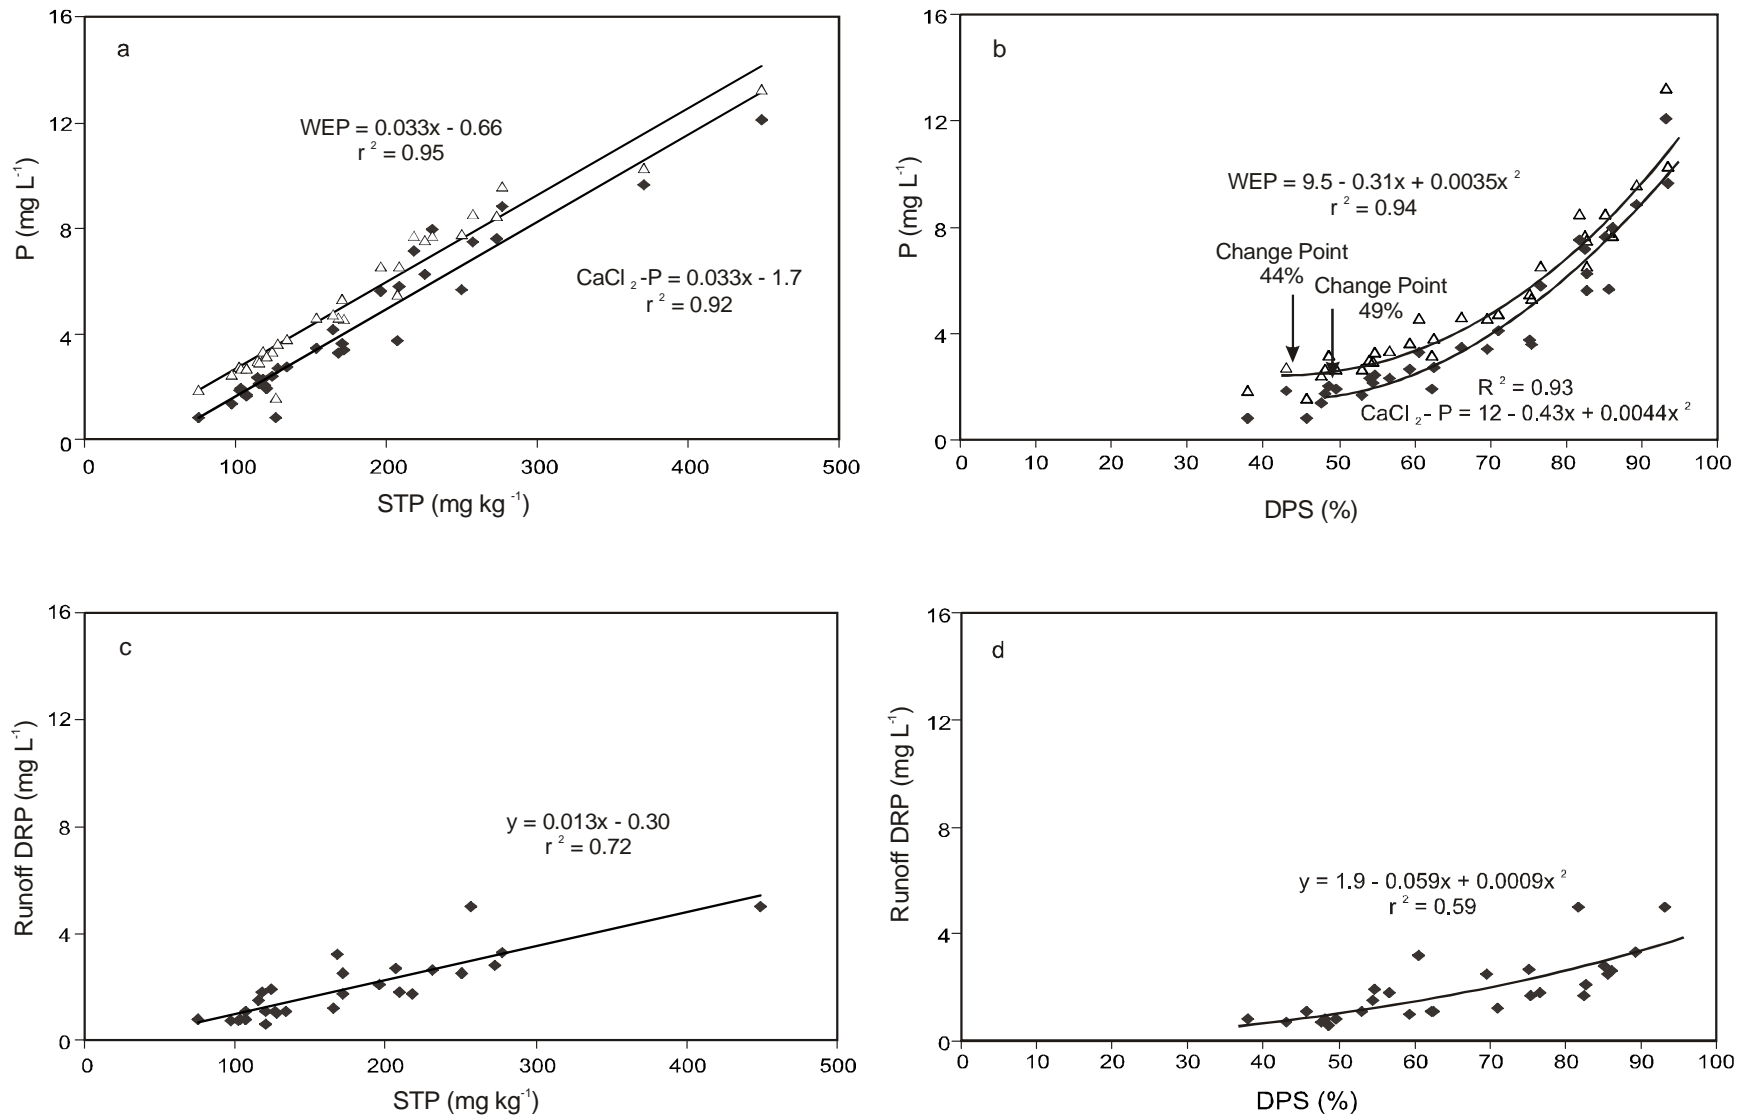 a
16
12
8
4
0
P (mg L⁻¹)
WEP = 0.033x - 0.66
r ² = 0.95
CaCl ₂-P = 0.033x - 1.7
r ² = 0.92
0 100 200 300 400 500
STP (mg kg ⁻¹)
b
16
12
8
4
0
P (mg L⁻¹)
WEP = 9.5 - 0.31x + 0.0035x ²
r ² = 0.94
Change Point
44%
Change Point
49%
R ² = 0.93
CaCl ₂- P = 12 - 0.43x + 0.0044x ²
0 10 20 30 40 50 60 70 80 90 100
DPS (%)
c
16
12
8
4
0
Runoff DRP (mg L⁻¹)
y = 0.013x - 0.30
r ² = 0.72
0 100 200 300 400 500
STP (mg kg⁻¹)
d
16
12
8
4
0
Runoff DRP (mg L⁻¹)
y = 1.9 - 0.059x + 0.0009x ²
r ² = 0.59
0 10 20 30 40 50 60 70 80 90 100
DPS (%)